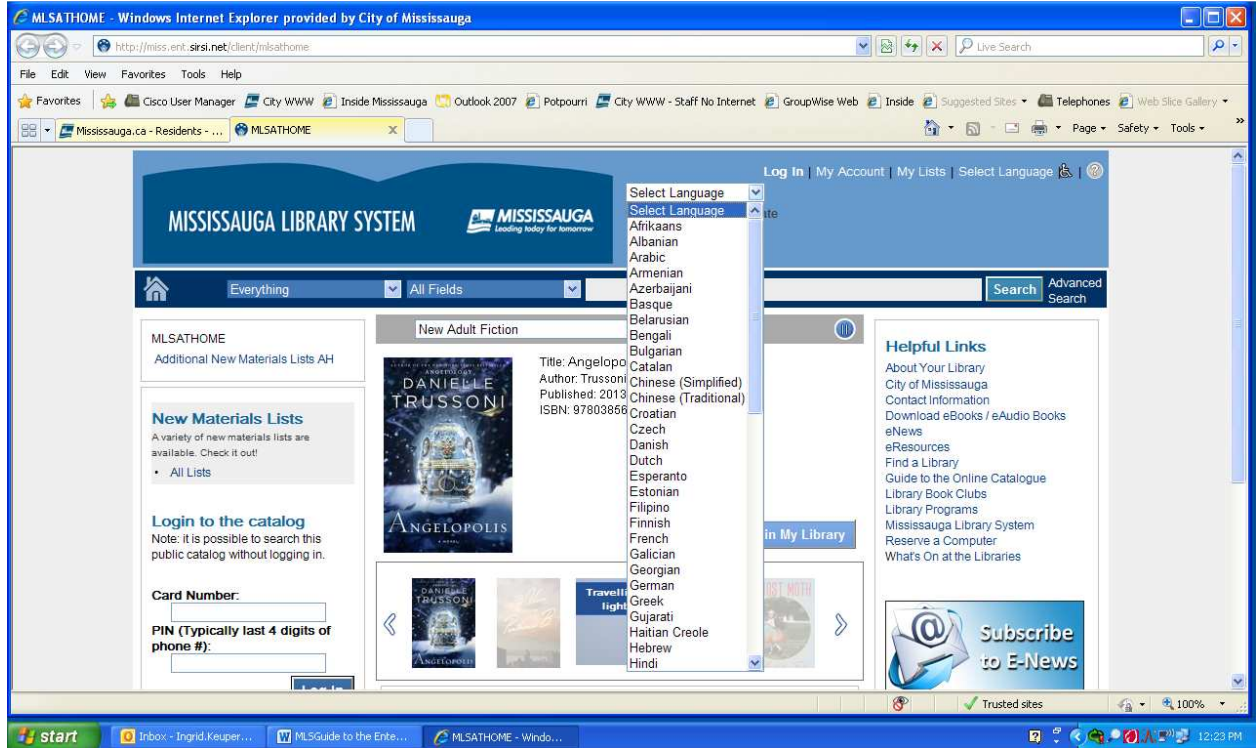 MLSATHOME - Windows Internet Explorer provided by City of Mississauga
http://miss.ent.sirsi.net/client/mlsathome
Live Search
File Edit View Favorites Tools Help
Favorites Cisco User Manager City WWW Inside Mississauga Outlook 2007 Potpourri City WWW - Staff No Internet GroupWise Web Inside Suggested Sites Telephones Web Slice Gallery
Mississauga.ca - Residents - ... MLSATHOME X Page Safety Tools »
Log In | My Account | My Lists | Select Language | ?
MISSISSAUGA LIBRARY SYSTEM
MISSISSAUGA
Leading today for tomorrow
Select Language
Select Language
Afrikaans
Albanian
Arabic
Armenian
Azerbaijani
Basque
Belarusian
Bengali
Bulgarian
Catalan
Chinese (Simplified)
Chinese (Traditional)
Croatian
Czech
Danish
Dutch
Esperanto
Estonian
Filipino
Finnish
French
Galician
Georgian
German
Greek
Gujarati
Haitian Creole
Hebrew
Hindi
Everything All Fields Search Advanced Search
MLSATHOME
Additional New Materials Lists AH
New Materials Lists
A variety of new materials lists are
available. Check it out!
• All Lists
Login to the catalog
Note: it is possible to search this
public catalog without logging in.
Card Number:
PIN (Typically last 4 digits of
phone #):
Log In
New Adult Fiction
DANIELLE
TRUSSONI
ANGELOPOLIS
A NOVEL
Title: Angelopo
Author: Trussoni
Published: 2013
ISBN: 97803856
in My Library
DANIELLE
TRUSSONI
ANGELOPOLIS
Travelli
light
OST MOTH
Helpful Links
About Your Library
City of Mississauga
Contact Information
Download eBooks / eAudio Books
eNews
eResources
Find a Library
Guide to the Online Catalogue
Library Book Clubs
Library Programs
Mississauga Library System
Reserve a Computer
What's On at the Libraries
@
Subscribe
to E-News
Trusted sites 100%
start Inbox - Ingrid.Keuper... MLSGuide to the Ente... MLSATHOME - Windo... 12:23 PM